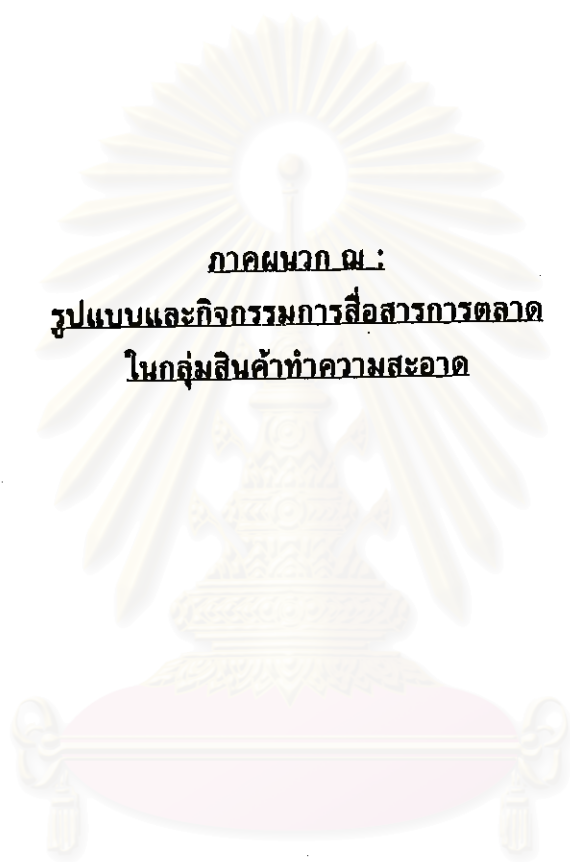 ภาคผนวก ฌ :
รูปแบบและกิจกรรมการสื่อสารการตลาด
ในกลุ่มสินค้าทำความสะอาด